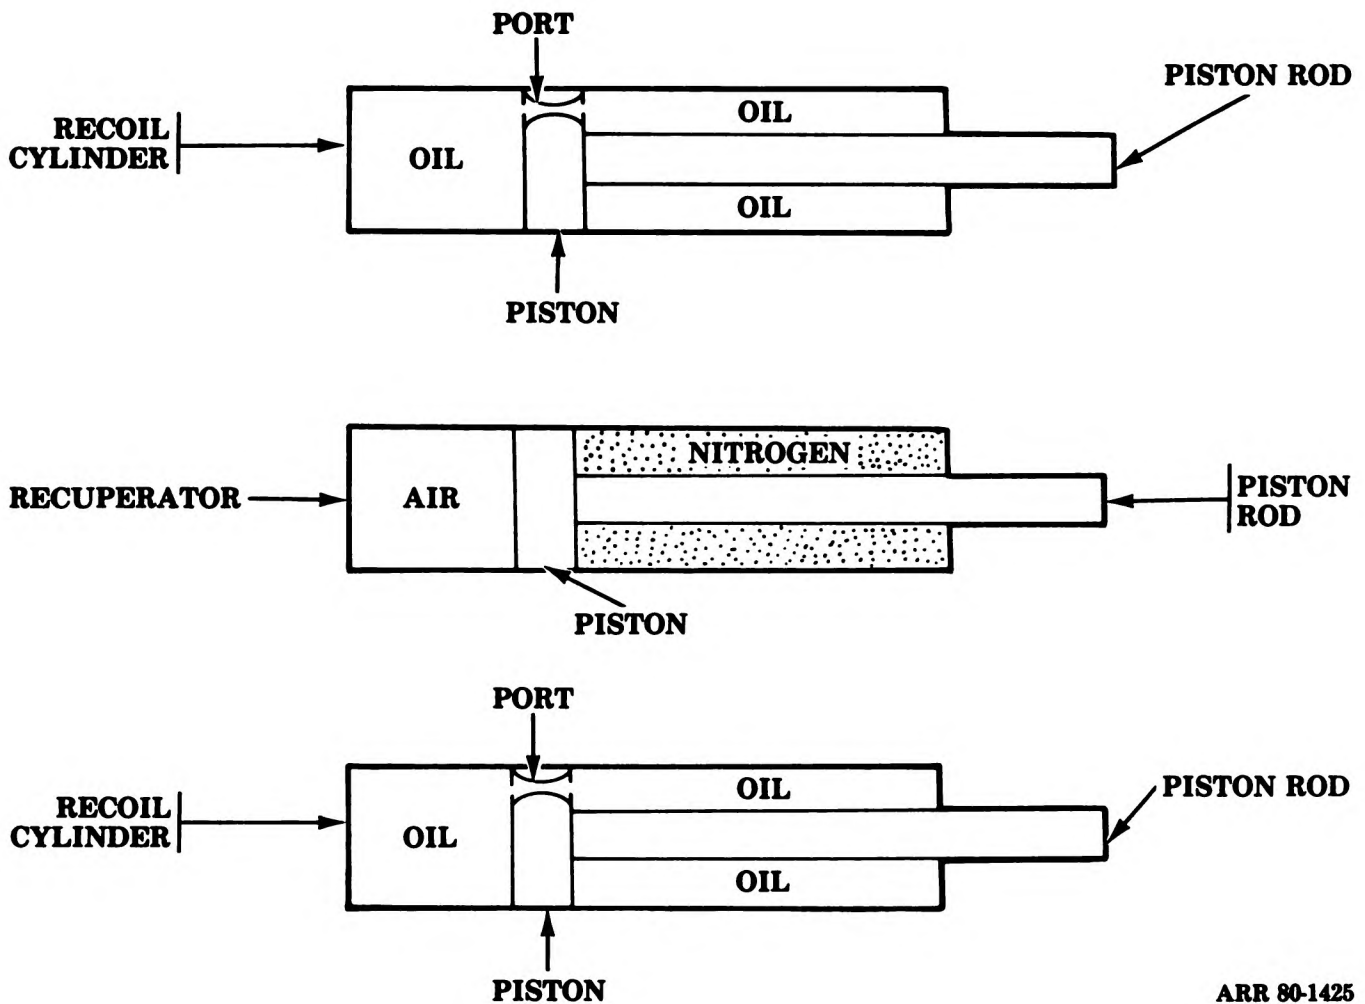 PORT
PISTON ROD
OIL
RECOIL
CYLINDER
OIL
OIL
PISTON
NITROGEN
RECUPERATOR
AIR
PISTON
ROD
PISTON
PORT
PISTON ROD
OIL
RECOIL
CYLINDER
OIL
OIL
PISTON
ARR 80-1425